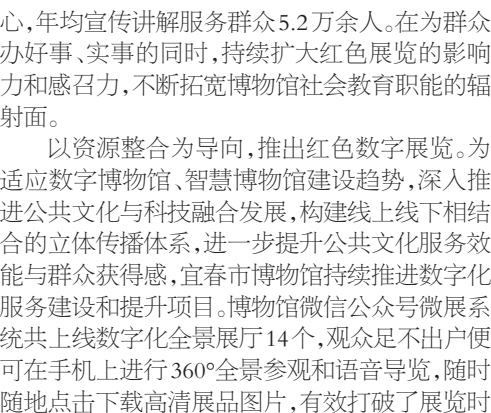 心,年均宣传讲解服务群众5.2万余人。在为群众
办好事、实事的同时,持续扩大红色展览的影响
力和感召力,不断拓宽博物馆社会教育职能的辐
射面。
以资源整合为导向,推出红色数字展览。为
适应数字博物馆、智慧博物馆建设趋势,深入推
进公共文化与科技融合发展,构建线上线下相结
合的立体传播体系,进一步提升公共文化服务效
能与群众获得感,宜春市博物馆持续推进数字化
服务建设和提升项目。博物馆微信公众号微展系
统共上线数字化全景展厅14个,观众足不出户便
可在手机上进行360°全景参观和语音导览,随时
随地点击下载高清展品图片,有效打破了展览时